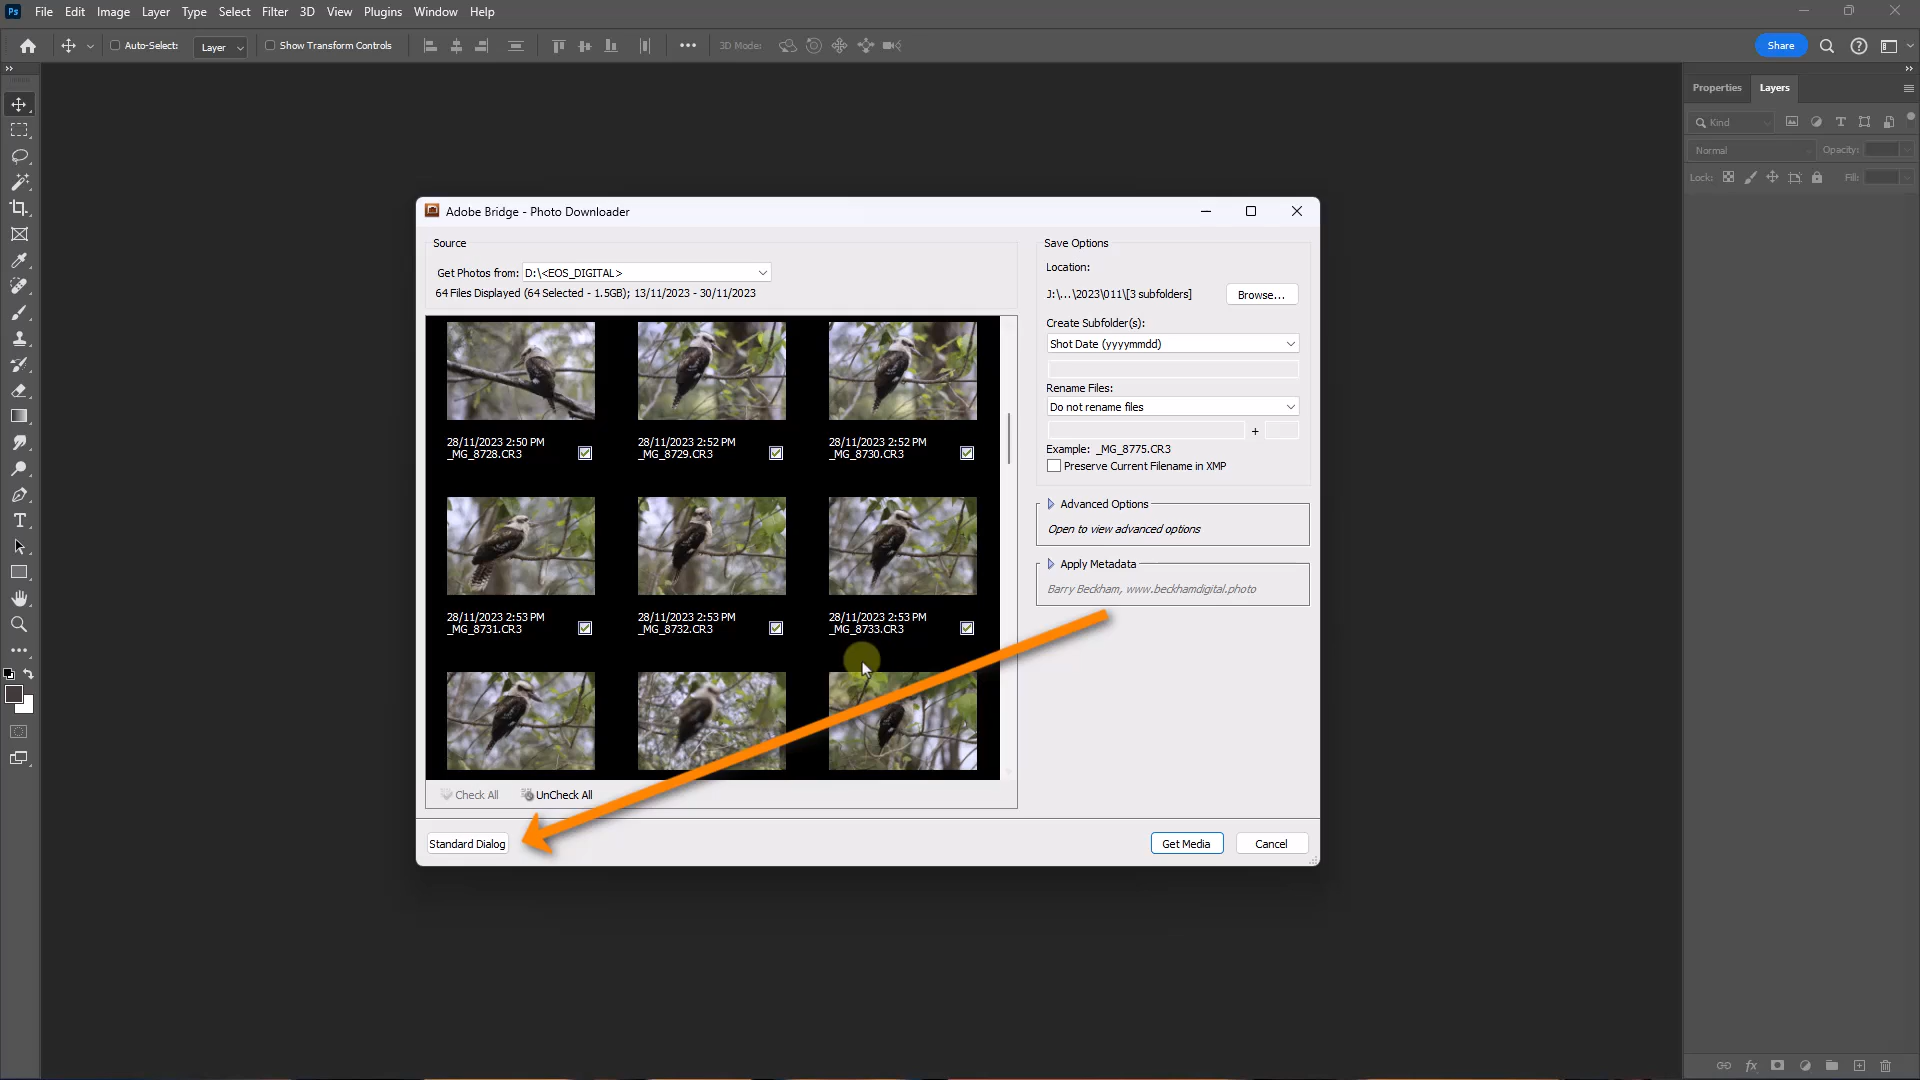 Ps File Edit Image Layer Type Select Filter 3D View Plugins Window Help
Auto-Select: Layer Show Transform Controls 3D Mode: Share
Properties Layers
Kind
Normal Opacity:
Lock: Fill:
Adobe Bridge - Photo Downloader
Source
Get Photos from: D:\<EOS_DIGITAL>
64 Files Displayed (64 Selected - 1.5GB); 13/11/2023 - 30/11/2023
28/11/2023 2:50 PM
_MG_8728.CR3
28/11/2023 2:52 PM
_MG_8729.CR3
28/11/2023 2:52 PM
_MG_8730.CR3
28/11/2023 2:53 PM
_MG_8731.CR3
28/11/2023 2:53 PM
_MG_8732.CR3
28/11/2023 2:53 PM
_MG_8733.CR3
Check All UnCheck All
Save Options
Location:
J:\...\2023\011\[3 subfolders] Browse...
Create Subfolder(s):
Shot Date (yyyymmdd)
Rename Files:
Do not rename files
+
Example: _MG_8775.CR3
Preserve Current Filename in XMP
Advanced Options
Open to view advanced options
Apply Metadata
Barry Beckham, www.beckhamdigital.photo
Standard Dialog Get Media Cancel